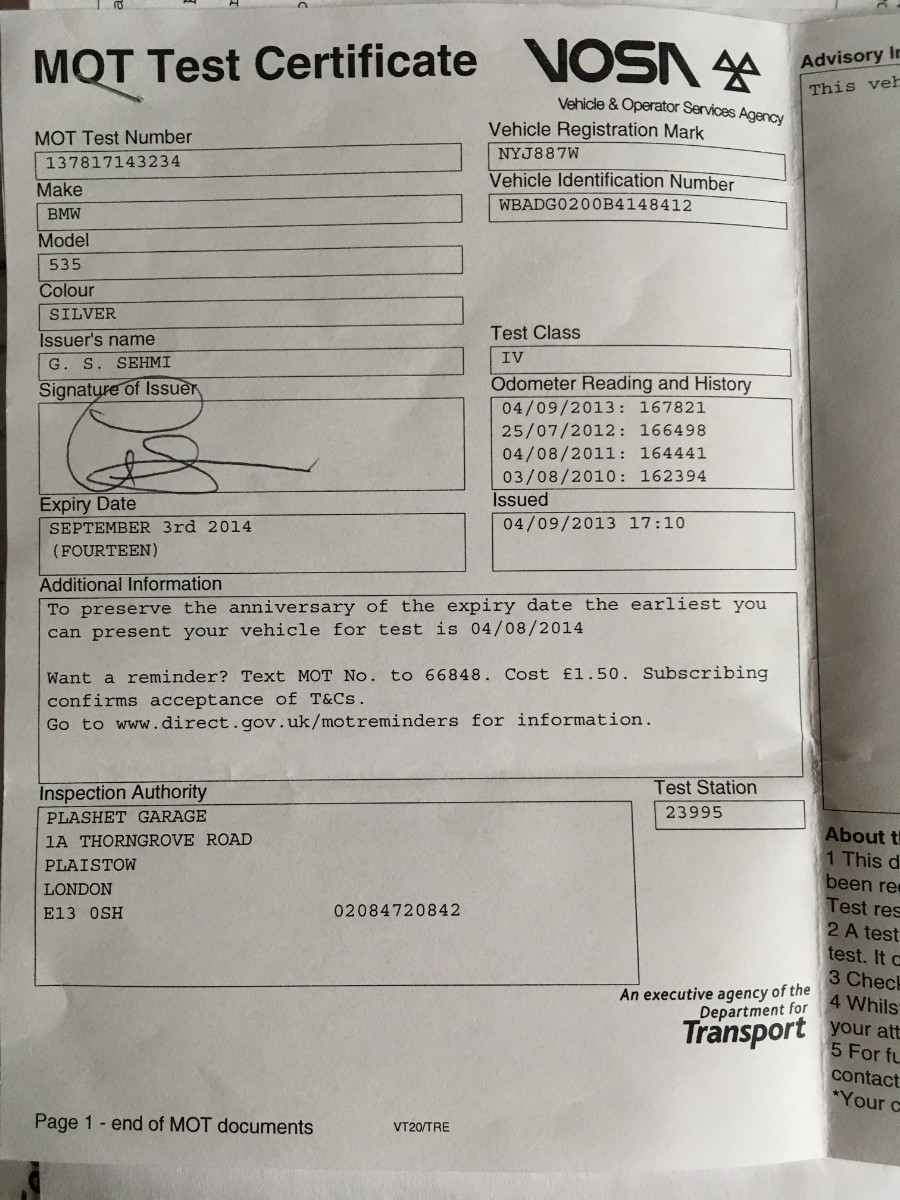 MOT Test Certificate
VOSA
Vehicle & Operator Services Agency
MOT Test Number
137817143234
Vehicle Registration Mark
NYJ887W
Make
BMW
Vehicle Identification Number
WBADG0200B4148412
Model
535
Colour
SILVER
Issuer's name
G. S. SEHMI
Test Class
IV
Signature of Issuer
Odometer Reading and History
04/09/2013: 167821
25/07/2012: 166498
04/08/2011: 164441
03/08/2010: 162394
Expiry Date
SEPTEMBER 3rd 2014
(FOURTEEN)
Issued
04/09/2013 17:10
Additional Information
To preserve the anniversary of the expiry date the earliest you
can present your vehicle for test is 04/08/2014
Want a reminder? Text MOT No. to 66848. Cost £1.50. Subscribing
confirms acceptance of T&Cs.
Go to www.direct.gov.uk/motreminders for information.
Inspection Authority
PLASHET GARAGE
1A THORNGROVE ROAD
PLAISTOW
LONDON
E13 0SH 02084720842
Test Station
23995
An executive agency of the
Department for
Transport
Page 1 - end of MOT documents
VT20/TRE
Advisory
This
About
1 This
been
Test
2 A test
test. It
3
4
your
5 For
contact
*Your